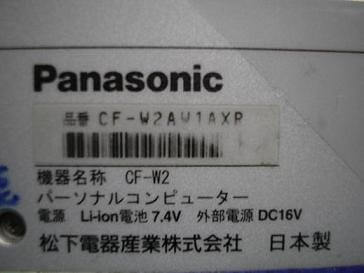 Panasonic
品番 CF-W2AW1AXR
機器名称 CF-W2
パーソナルコンピューター
電源 Li-ion電池 7.4V 外部電源 DC16V
松下電器産業株式会社 日本製